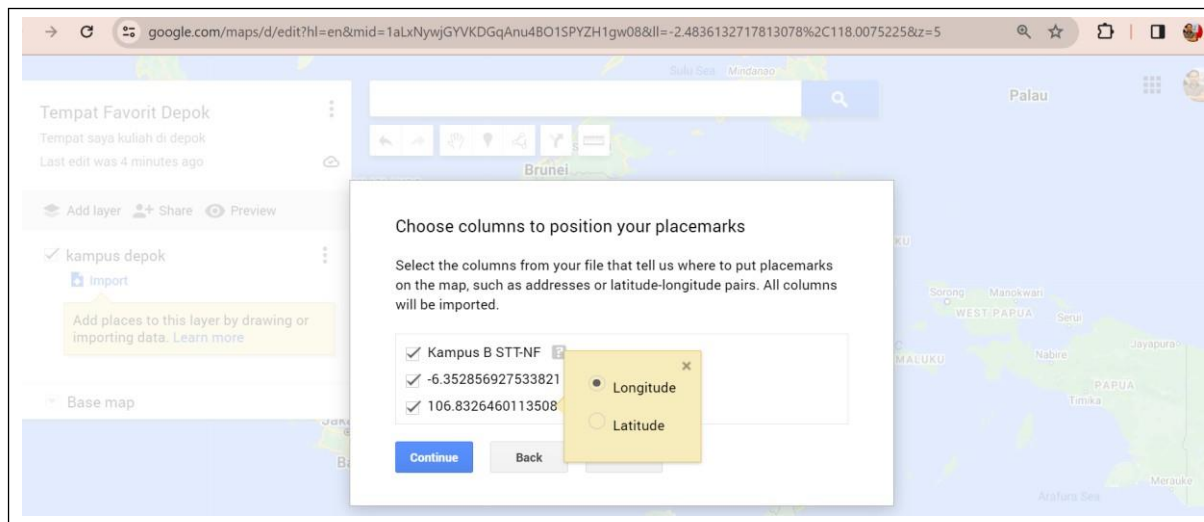 google.com/maps/d/edit?hl=en&mid=1aLxNywjGYVKDGqAnu4BO1SPYZH1gw08&ll=-2.4836132717813078%2C118.0075225&z=5
Sulu Sea Mindanao
Palau
Tempat Favorit Depok
Tempat saya kuliah di depok
Last edit was 4 minutes ago
Brunei
Add layer Share Preview
kampus depok
Import
Add places to this layer by drawing or
importing data. Learn more
Base map
Choose columns to position your placemarks
Select the columns from your file that tell us where to put placemarks
on the map, such as addresses or latitude-longitude pairs. All columns
will be imported.
Kampus B STT-NF ?
-6.352856927533821
106.8326460113508
Longitude
Latitude
Continue Back
KU
Sorong Manokwari
WEST PAPUA Serui
MALUKU Nabire Jayapura
PAPUA
Timika
Merauke
Arafura Sea